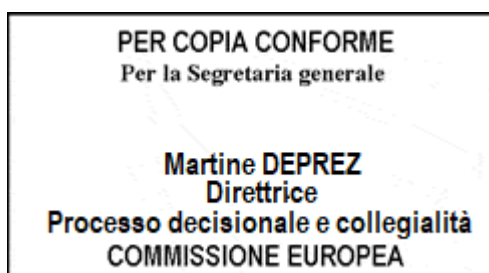 PER COPIA CONFORME
Per la Segretaria generale
Martine DEPREZ
Direttrice
Processo decisionale e collegialità
COMMISSIONE EUROPEA